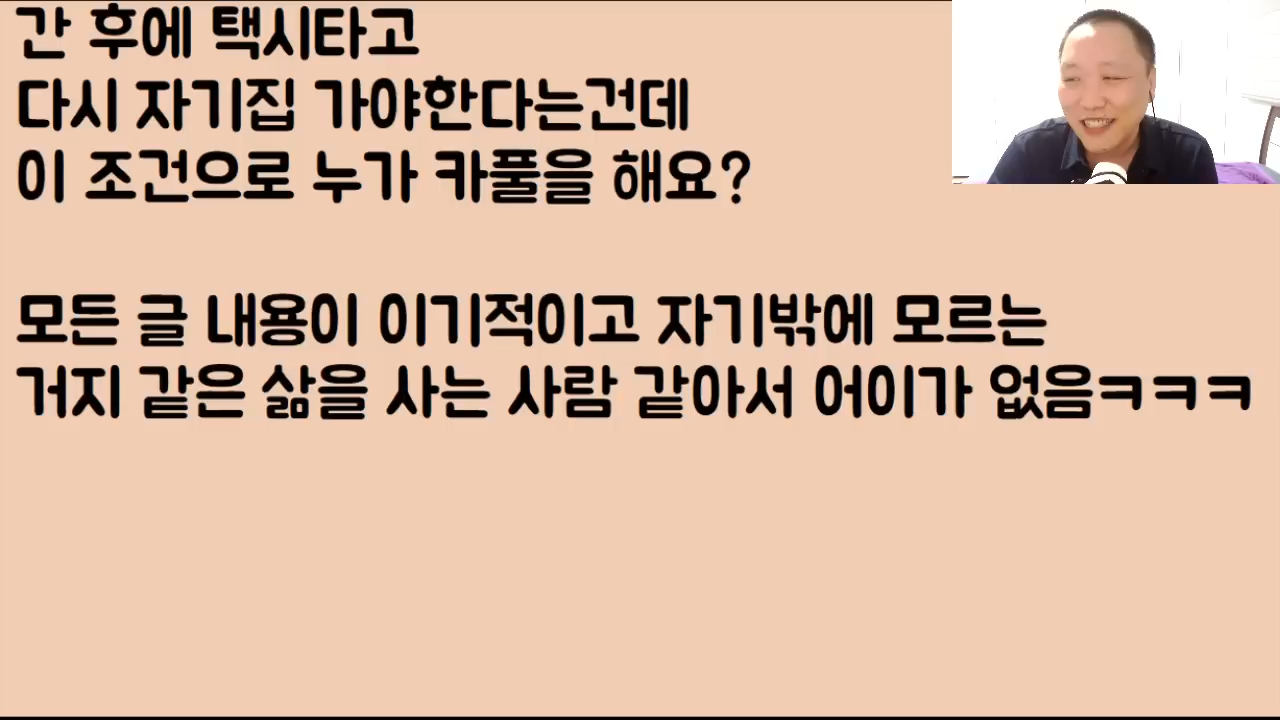 간 후에 택시타고
다시 자기집 가야한다는건데
이 조건으로 누가 카풀을 해요?
모든 글 내용이 이기적이고 자기밖에 모르는
거지 같은 삶을 사는 사람 같아서 어이가 없음ㅋㅋㅋ